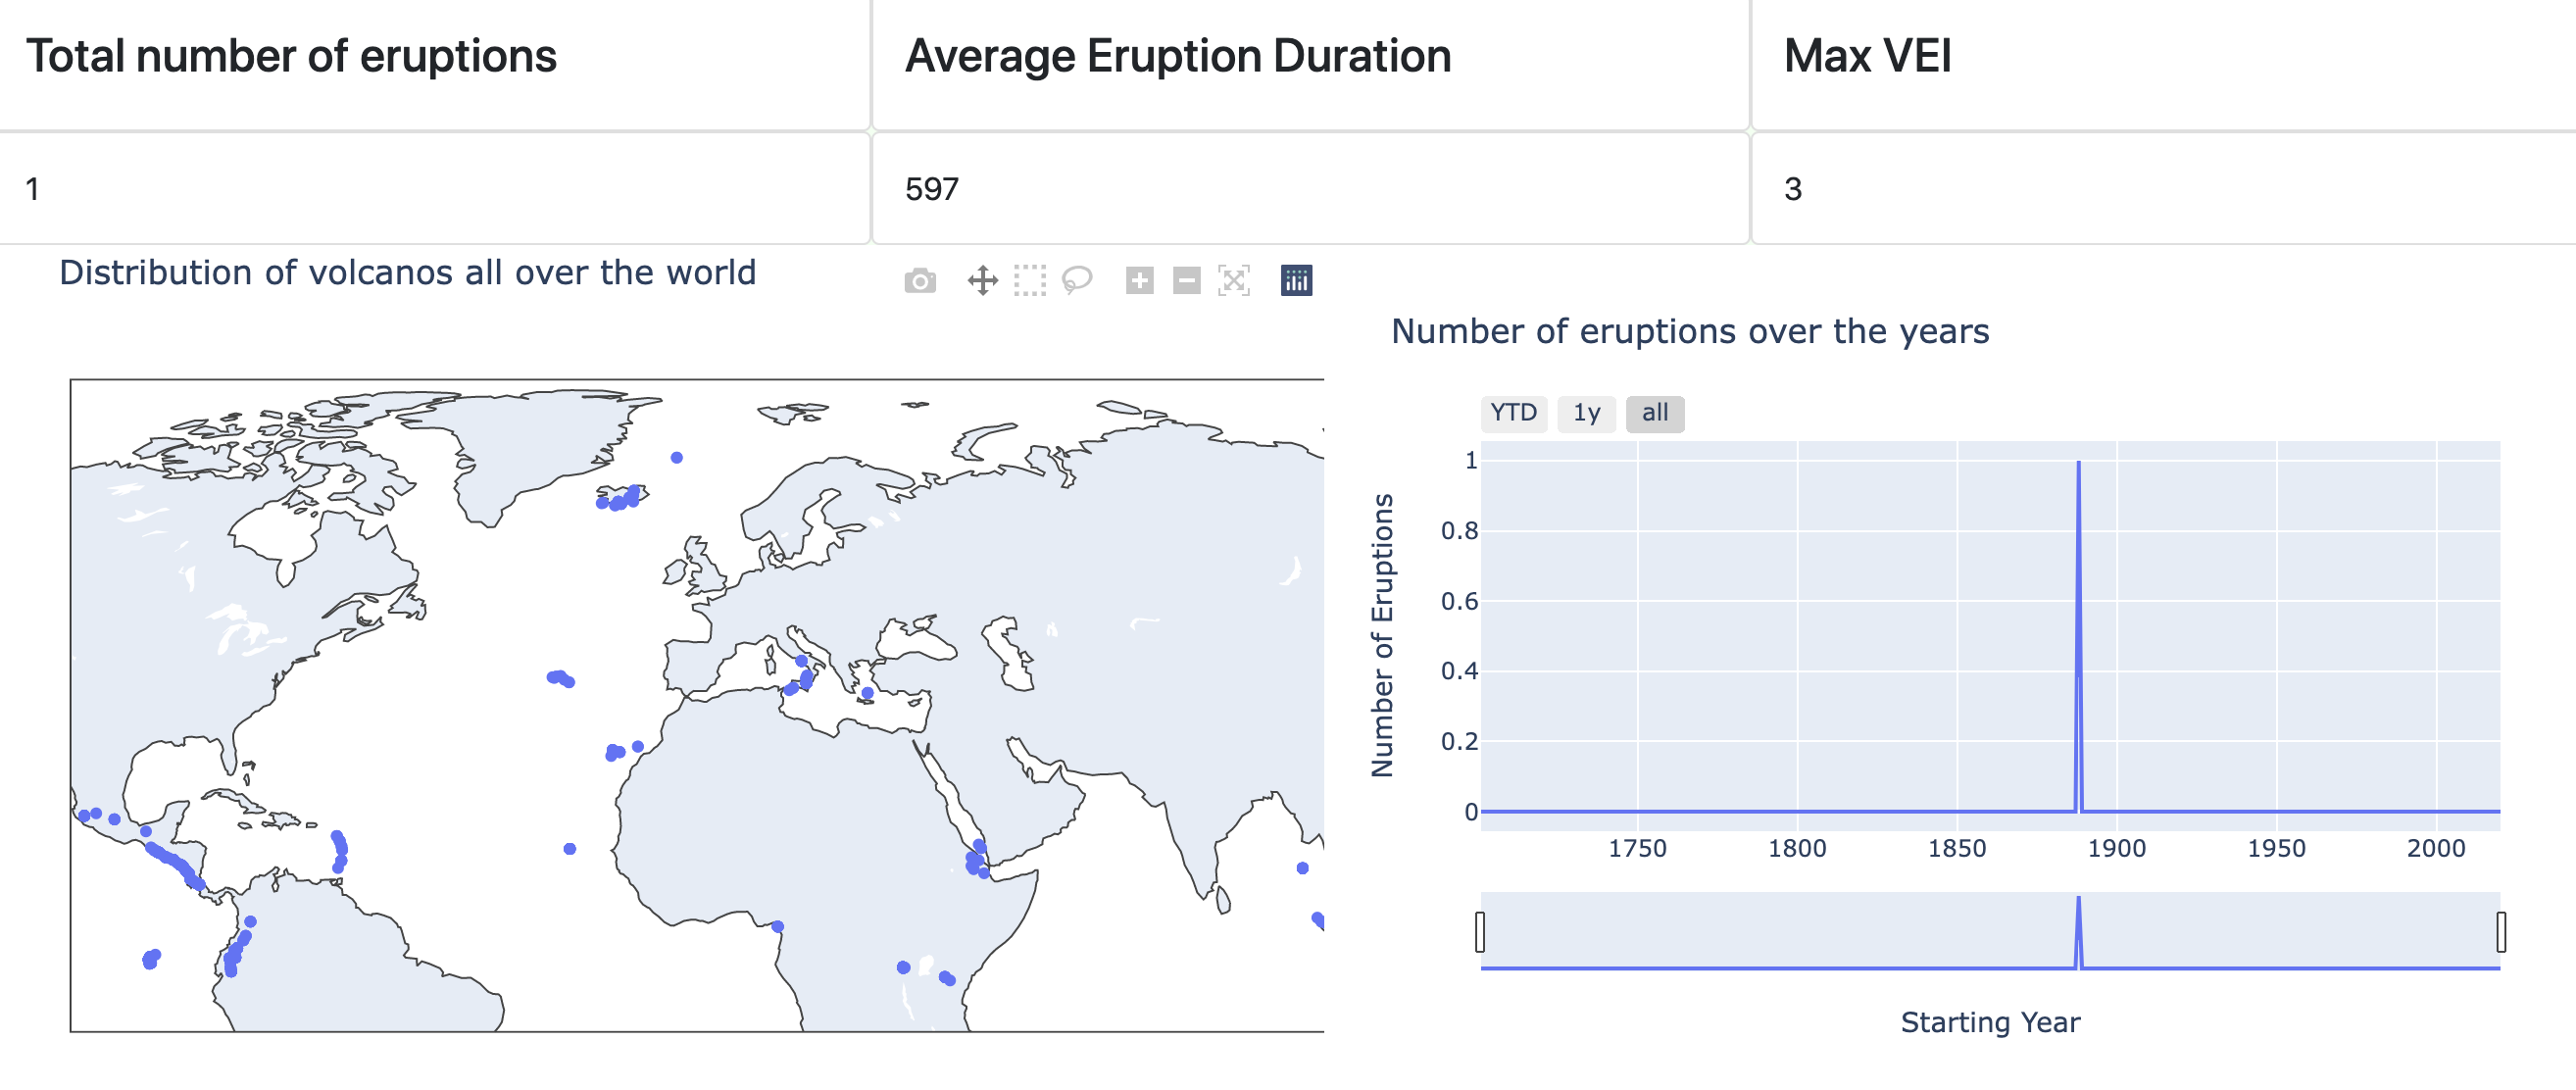 Total number of eruptions
Average Eruption Duration
Max VEI
1
597
3
Distribution of volcanos all over the world
Number of eruptions over the years
YTD
1y
all
Number of Eruptions
1
0.8
0.6
0.4
0.2
0
1750
1800
1850
1900
1950
2000
Starting Year